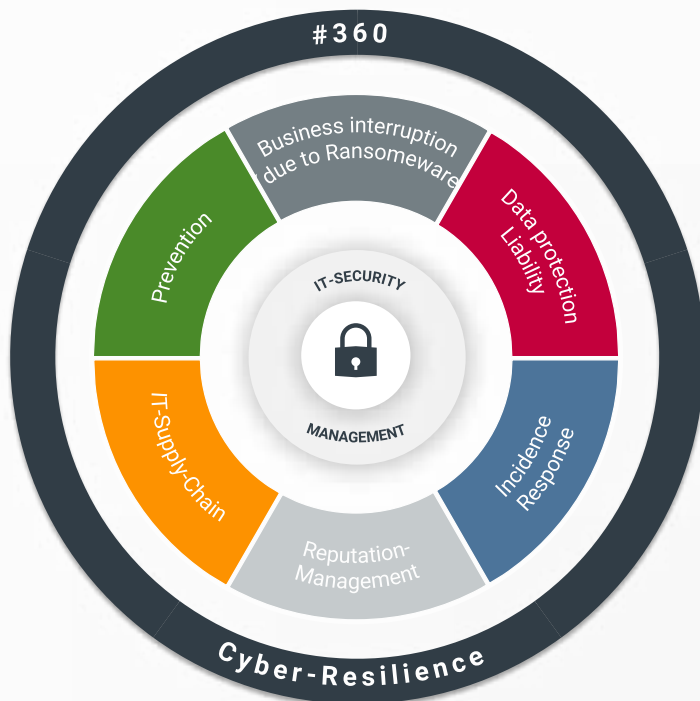 #360
Business interruption
due to Ransomeware
Data protection
Liability
Incidence
Response
Reputation-
Management
IT-Supply-Chain
Prevention
IT-SECURITY
MANAGEMENT
Cyber-Resilience